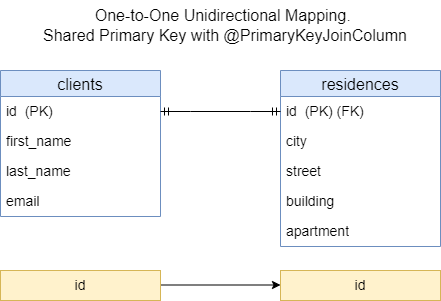 One-to-One Unidirectional Mapping.
Shared Primary Key with @PrimaryKeyJoinColumn
clients
id (PK)
first_name
last_name
email
residences
id (PK) (FK)
city
street
building
apartment
id
id